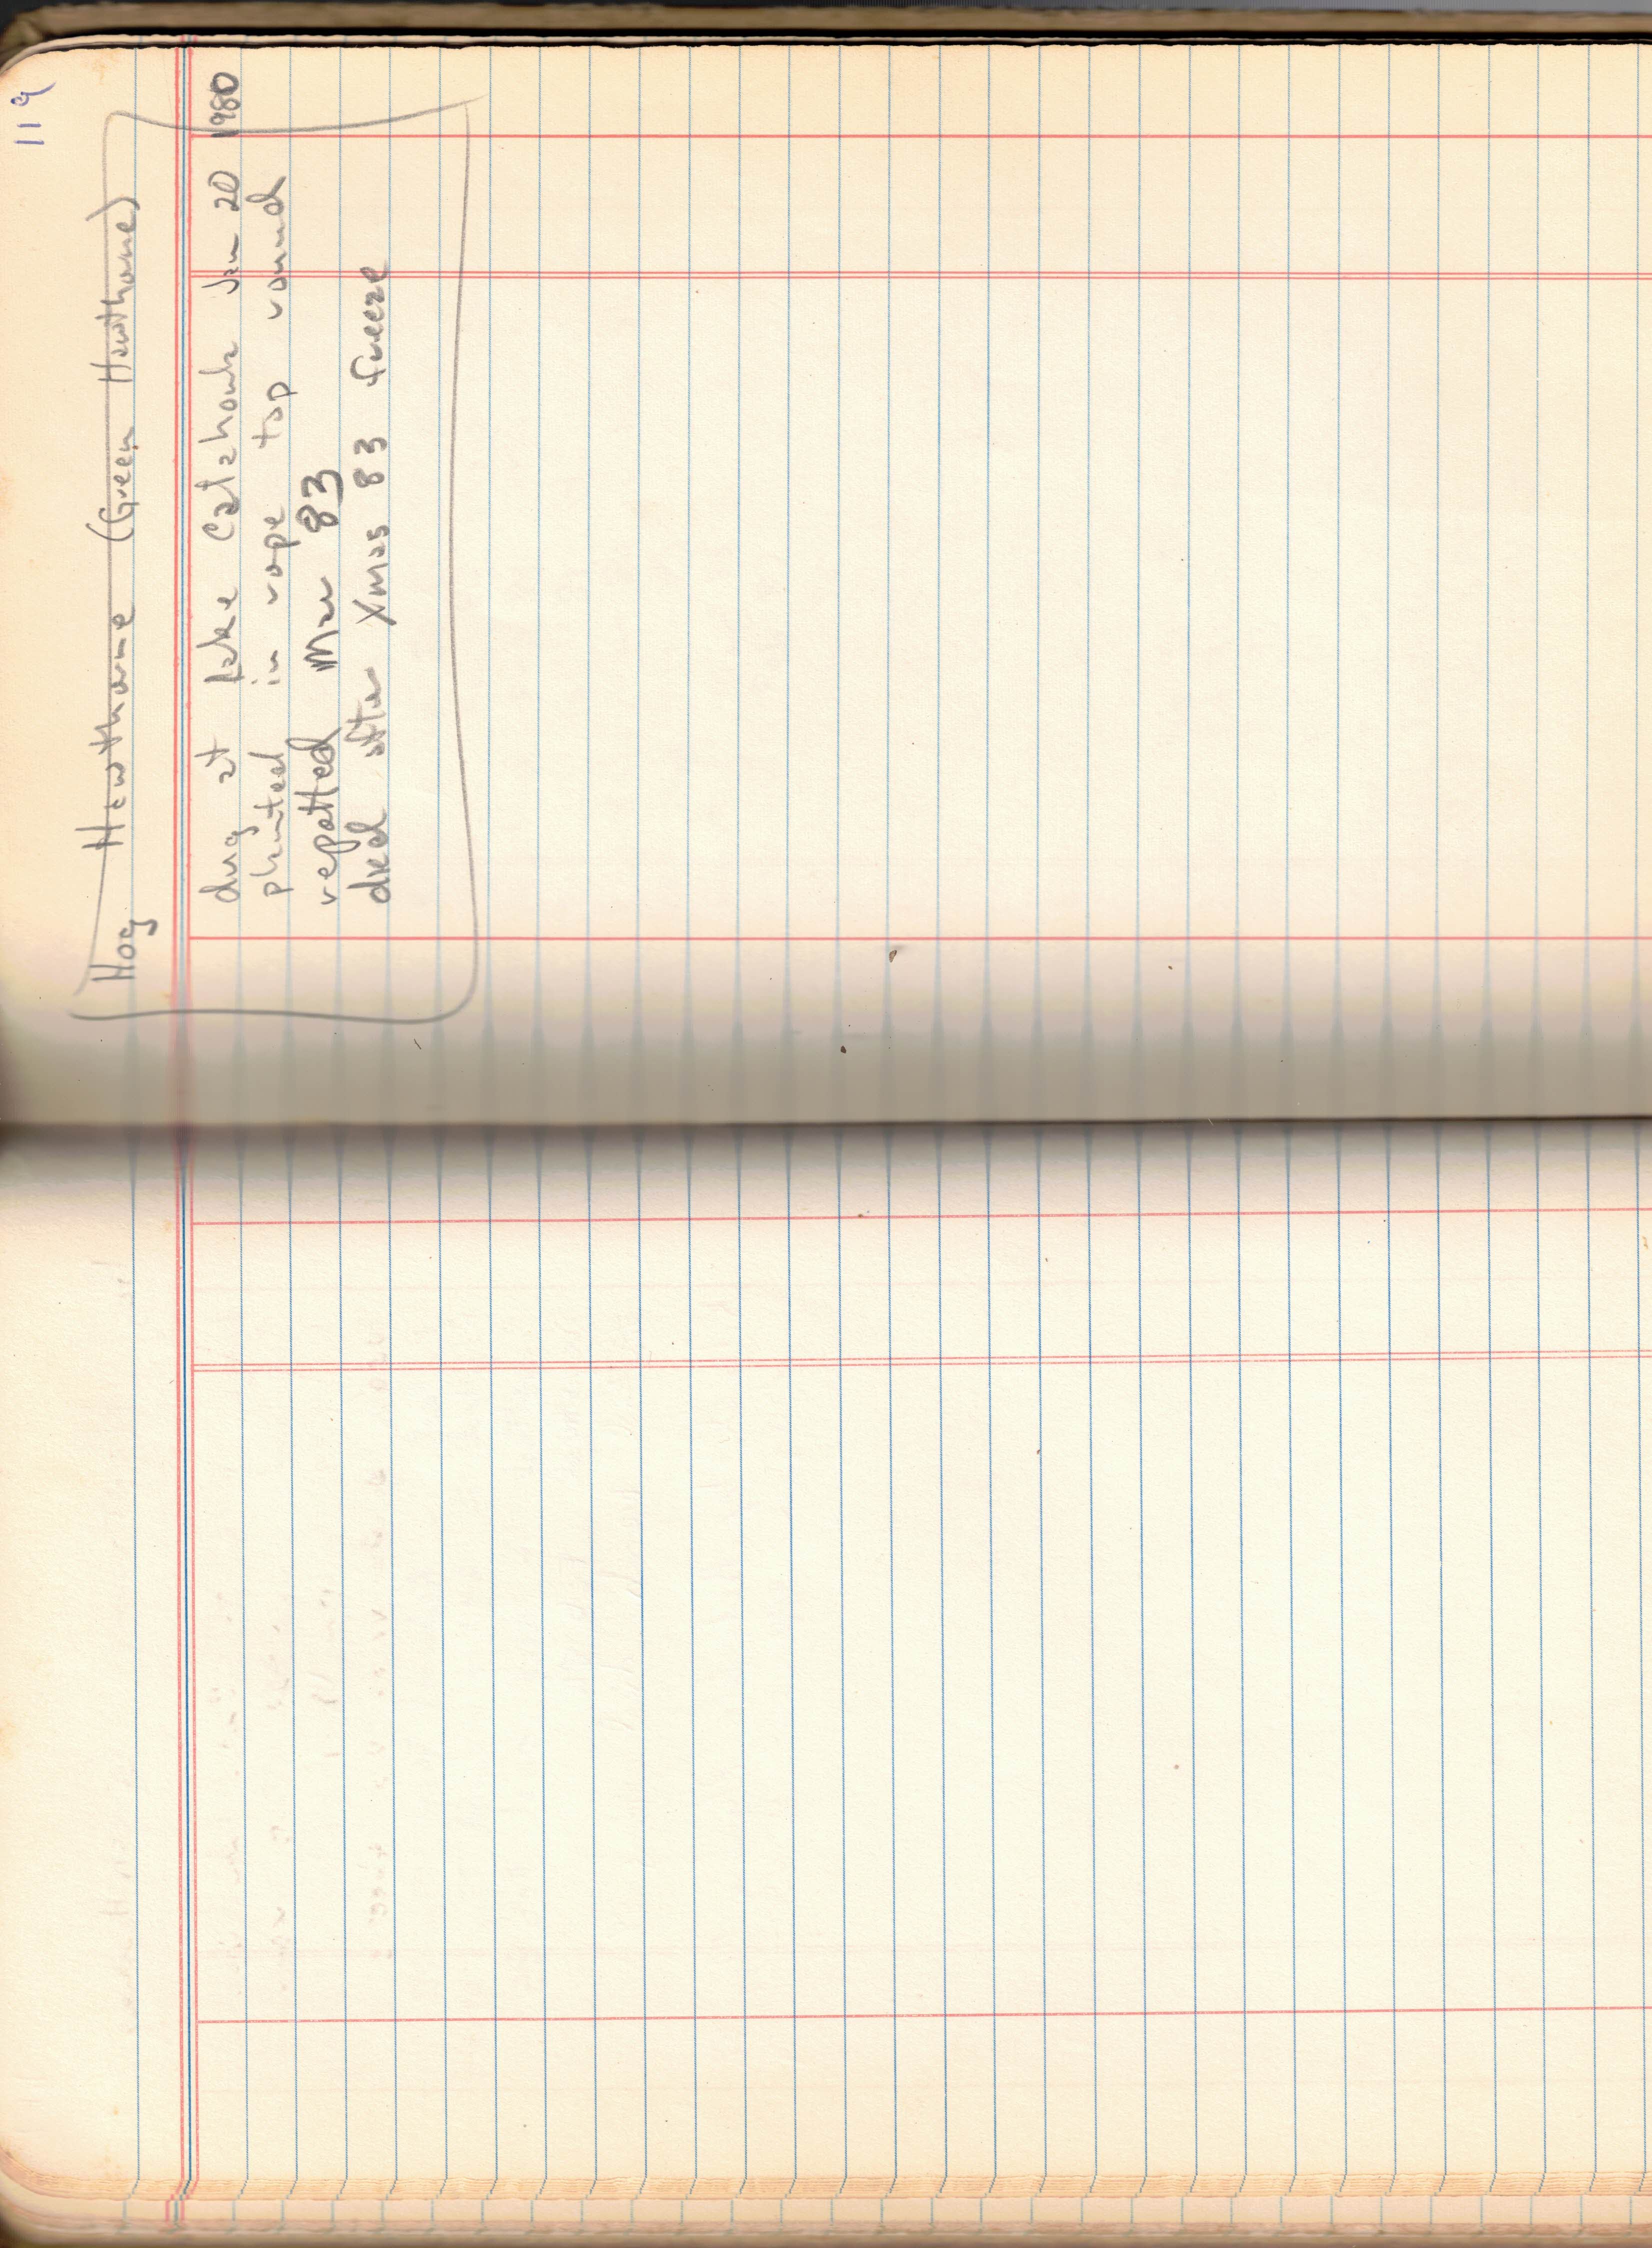 119
Hog Hawthorne (Green Hawthorne)
dug at Lake Catahoula Jan 20 1980
planted in rope top round
repotted Mar 83
died after Xmas 83 freeze